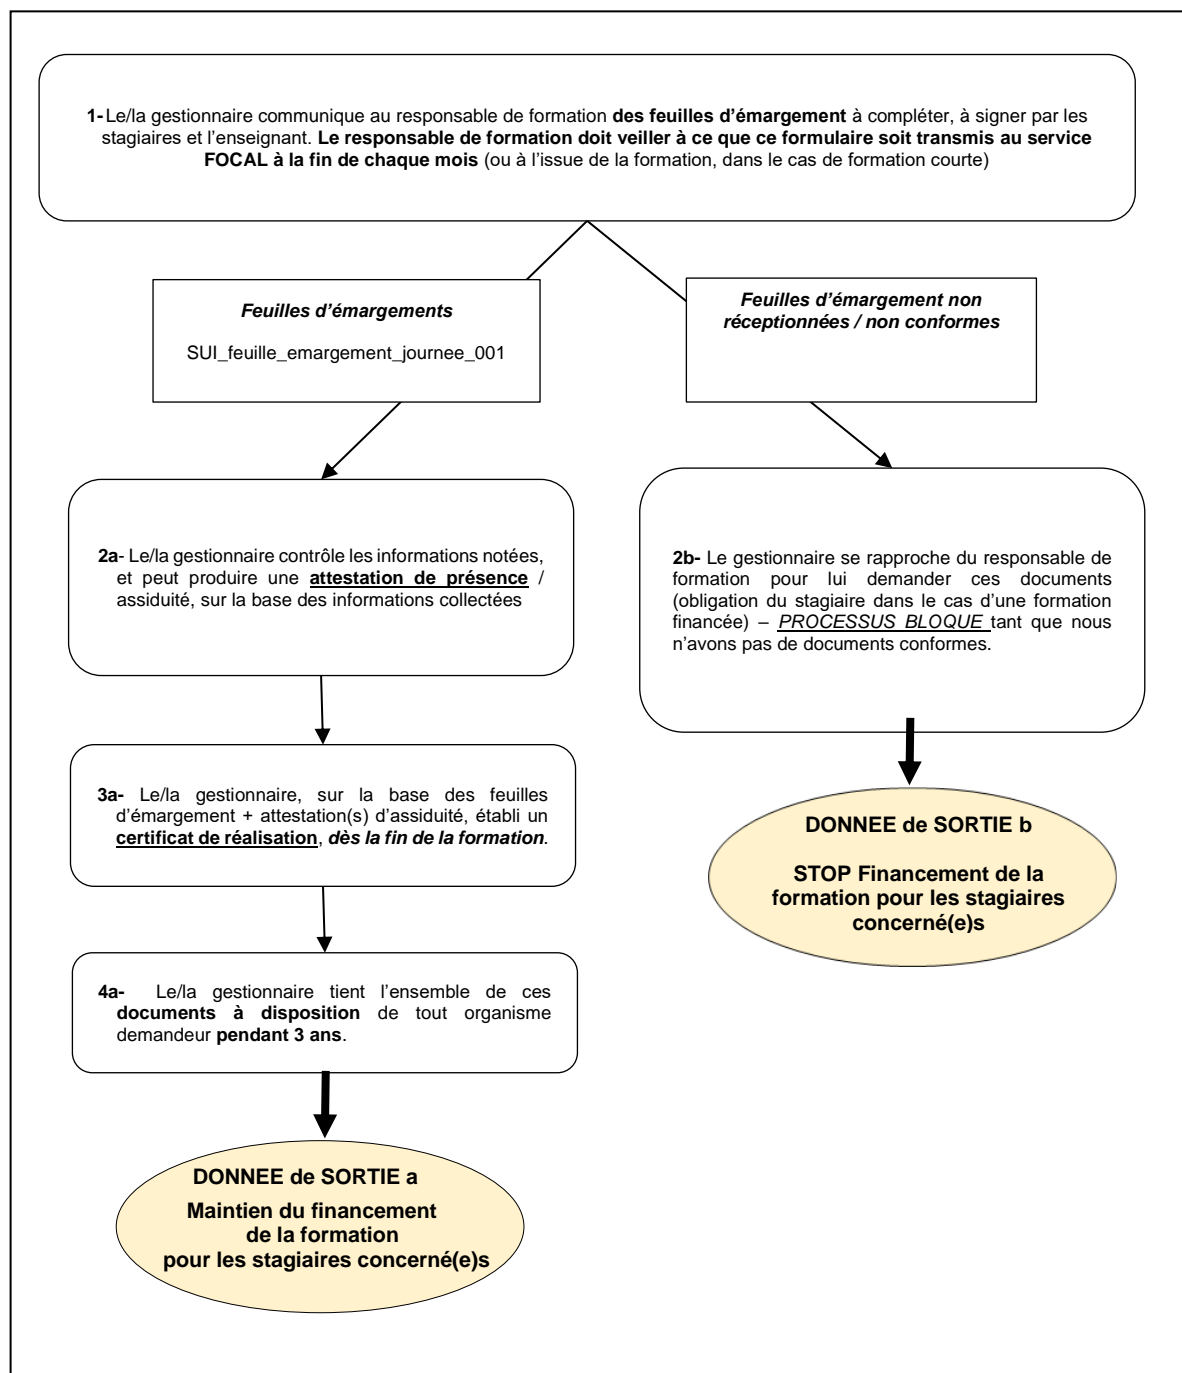 1- Le/la gestionnaire communique au responsable de formation des feuilles d’émargement à compléter, à signer par les
stagiaires et l’enseignant. Le responsable de formation doit veiller à ce que ce formulaire soit transmis au service
FOCAL à la fin de chaque mois (ou à l’issue de la formation, dans le cas de formation courte)
Feuilles d’émargements
SUI_feuille_emargement_journee_001
Feuilles d’émargement non
réceptionnées / non conformes
2a- Le/la gestionnaire contrôle les informations notées,
et peut produire une attestation de présence /
assiduité, sur la base des informations collectées
2b- Le gestionnaire se rapproche du responsable de
formation pour lui demander ces documents
(obligation du stagiaire dans le cas d’une formation
financée) – PROCESSUS BLOQUE tant que nous
n’avons pas de documents conformes.
3a- Le/la gestionnaire, sur la base des feuilles
d’émargement + attestation(s) d’assiduité, établi un
certificat de réalisation, dès la fin de la formation.
DONNEE de SORTIE b
STOP Financement de la
formation pour les stagiaires
concerné(e)s
4a- Le/la gestionnaire tient l’ensemble de ces
documents à disposition de tout organisme
demandeur pendant 3 ans.
DONNEE de SORTIE a
Maintien du financement
de la formation
pour les stagiaires concerné(e)s